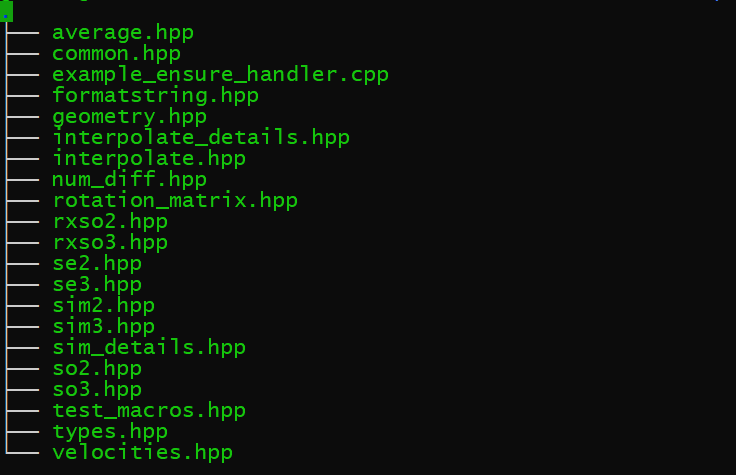 .
├── average.hpp
├── common.hpp
├── example_ensure_handler.cpp
├── formatstring.hpp
├── geometry.hpp
├── interpolate_details.hpp
├── interpolate.hpp
├── num_diff.hpp
├── rotation_matrix.hpp
├── rxso2.hpp
├── rxso3.hpp
├── se2.hpp
├── se3.hpp
├── sim2.hpp
├── sim3.hpp
├── sim_details.hpp
├── so2.hpp
├── so3.hpp
├── test_macros.hpp
├── types.hpp
└── velocities.hpp